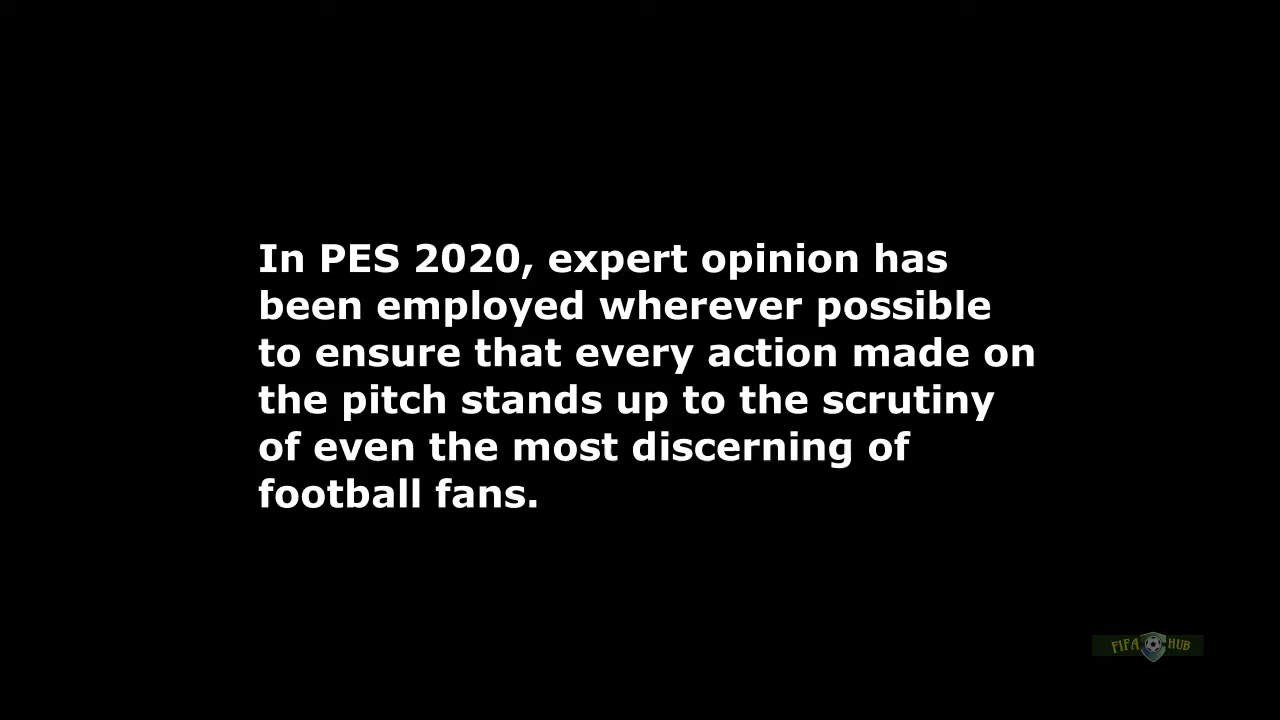 In PES 2020, expert opinion has
been employed wherever possible
to ensure that every action made on
the pitch stands up to the scrutiny
of even the most discerning of
football fans.
FIFA HUB